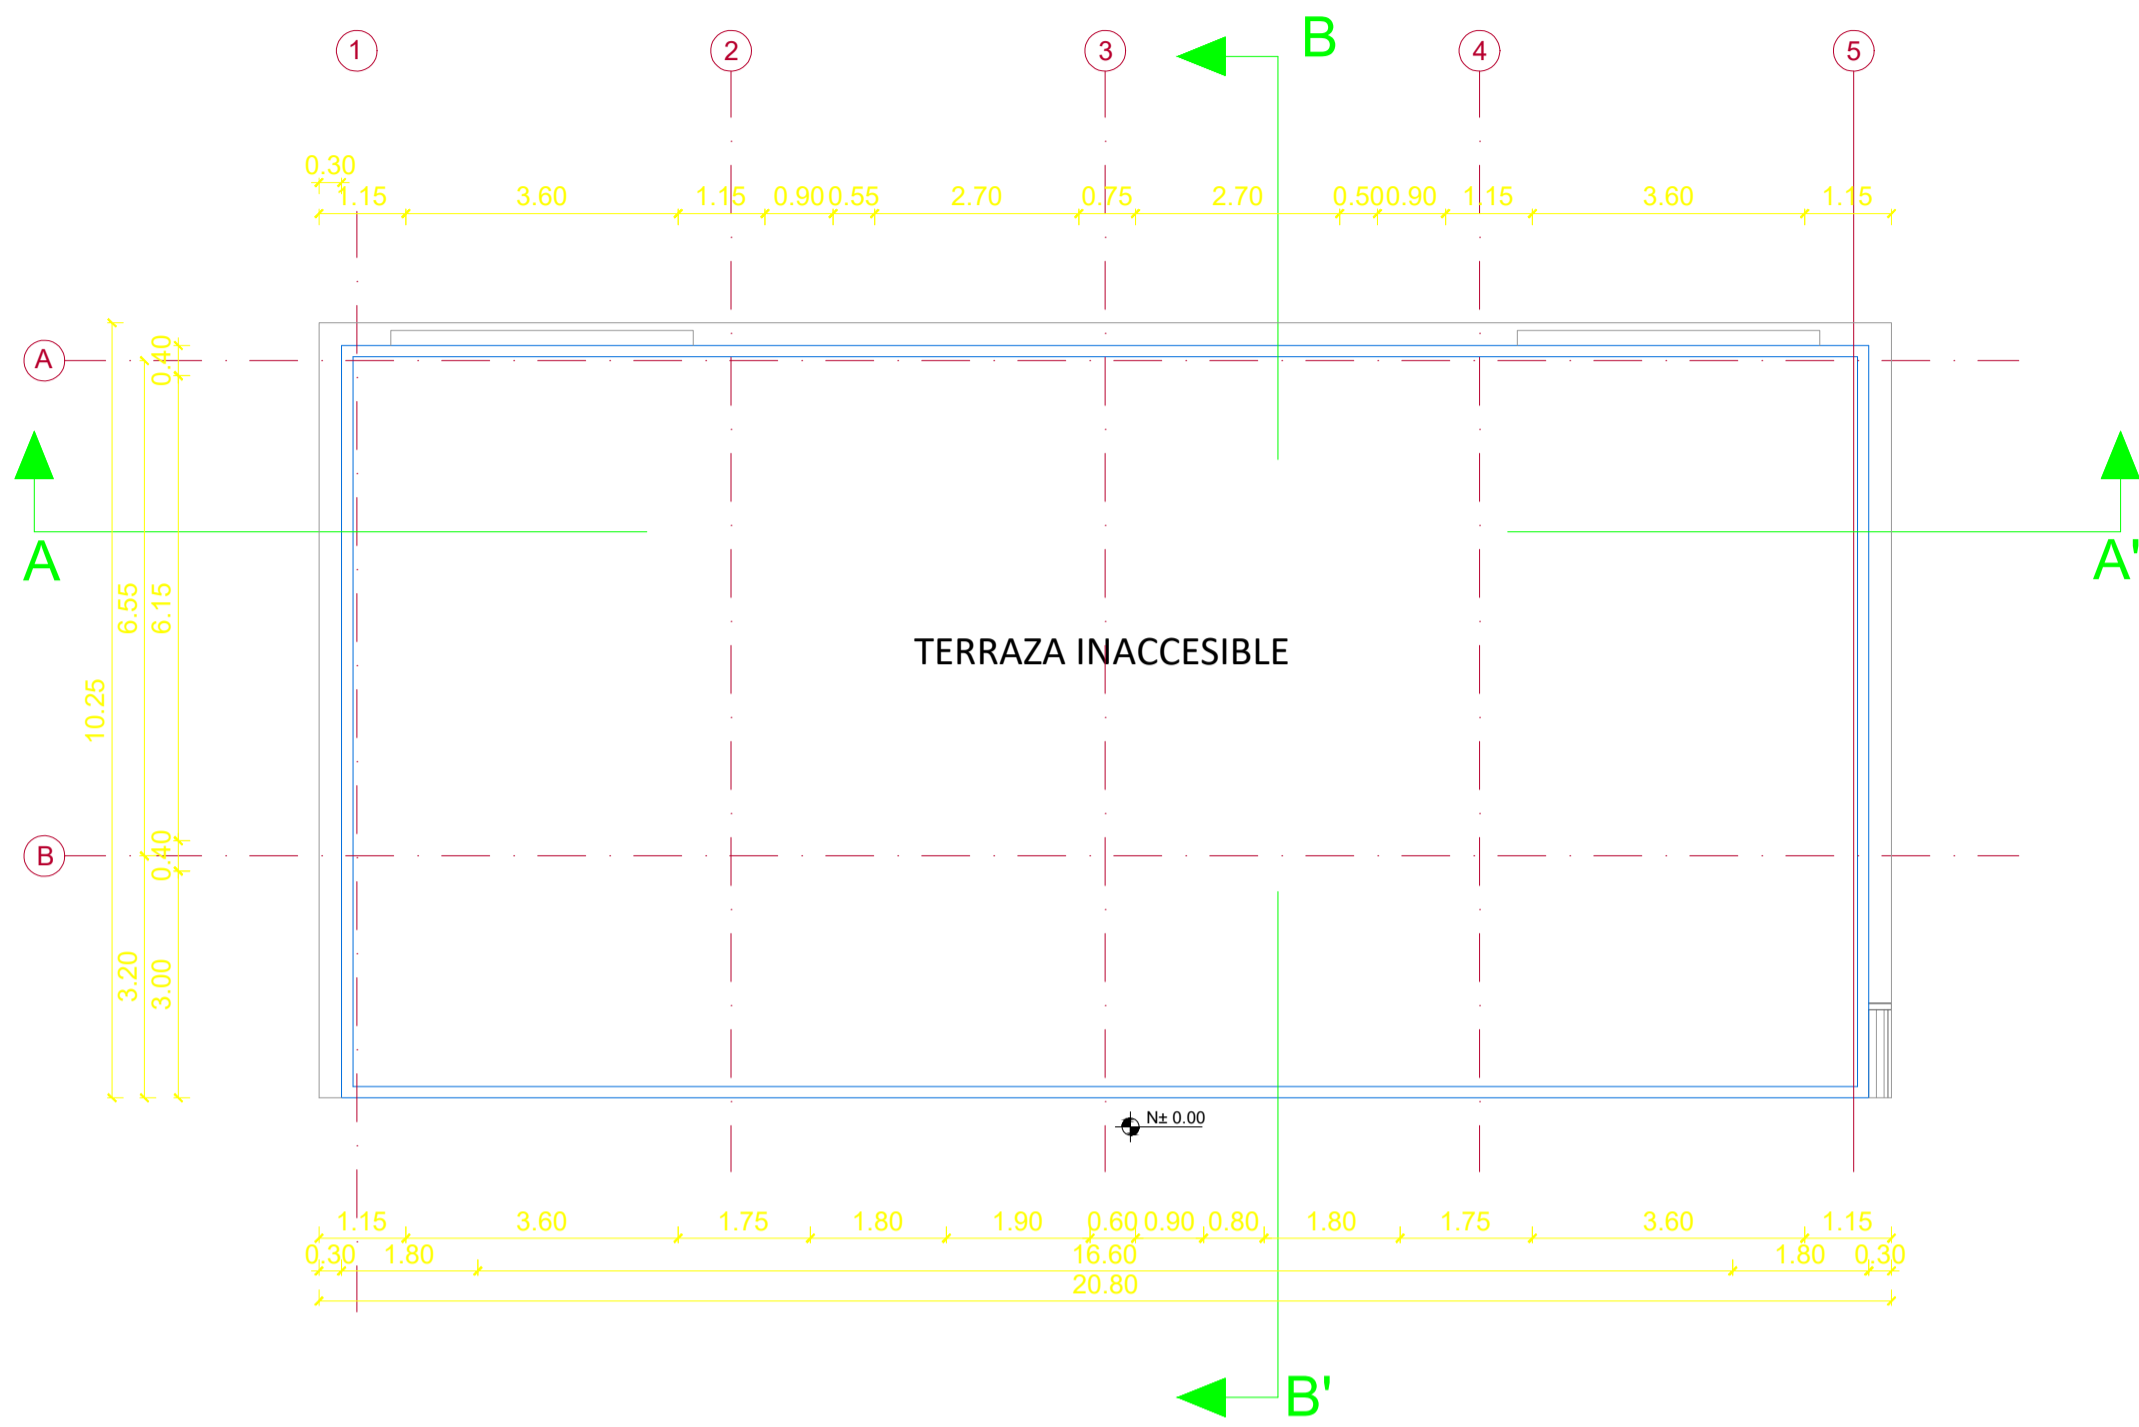 1 2 3 4 5
B
0.30
1.15 3.60 1.15 0.90 0.55 2.70 0.75 2.70 0.50 0.90 1.15 3.60 1.15
A
0.40
A
A'
6.55
6.15
TERRAZA INACCESIBLE
10.25
B
0.40
3.20
3.00
N± 0.00
1.15 3.60 1.75 1.80 1.90 0.60 0.90 0.80 1.80 1.75 3.60 1.15
0.30 1.80 16.60 1.80 0.30
20.80
B'